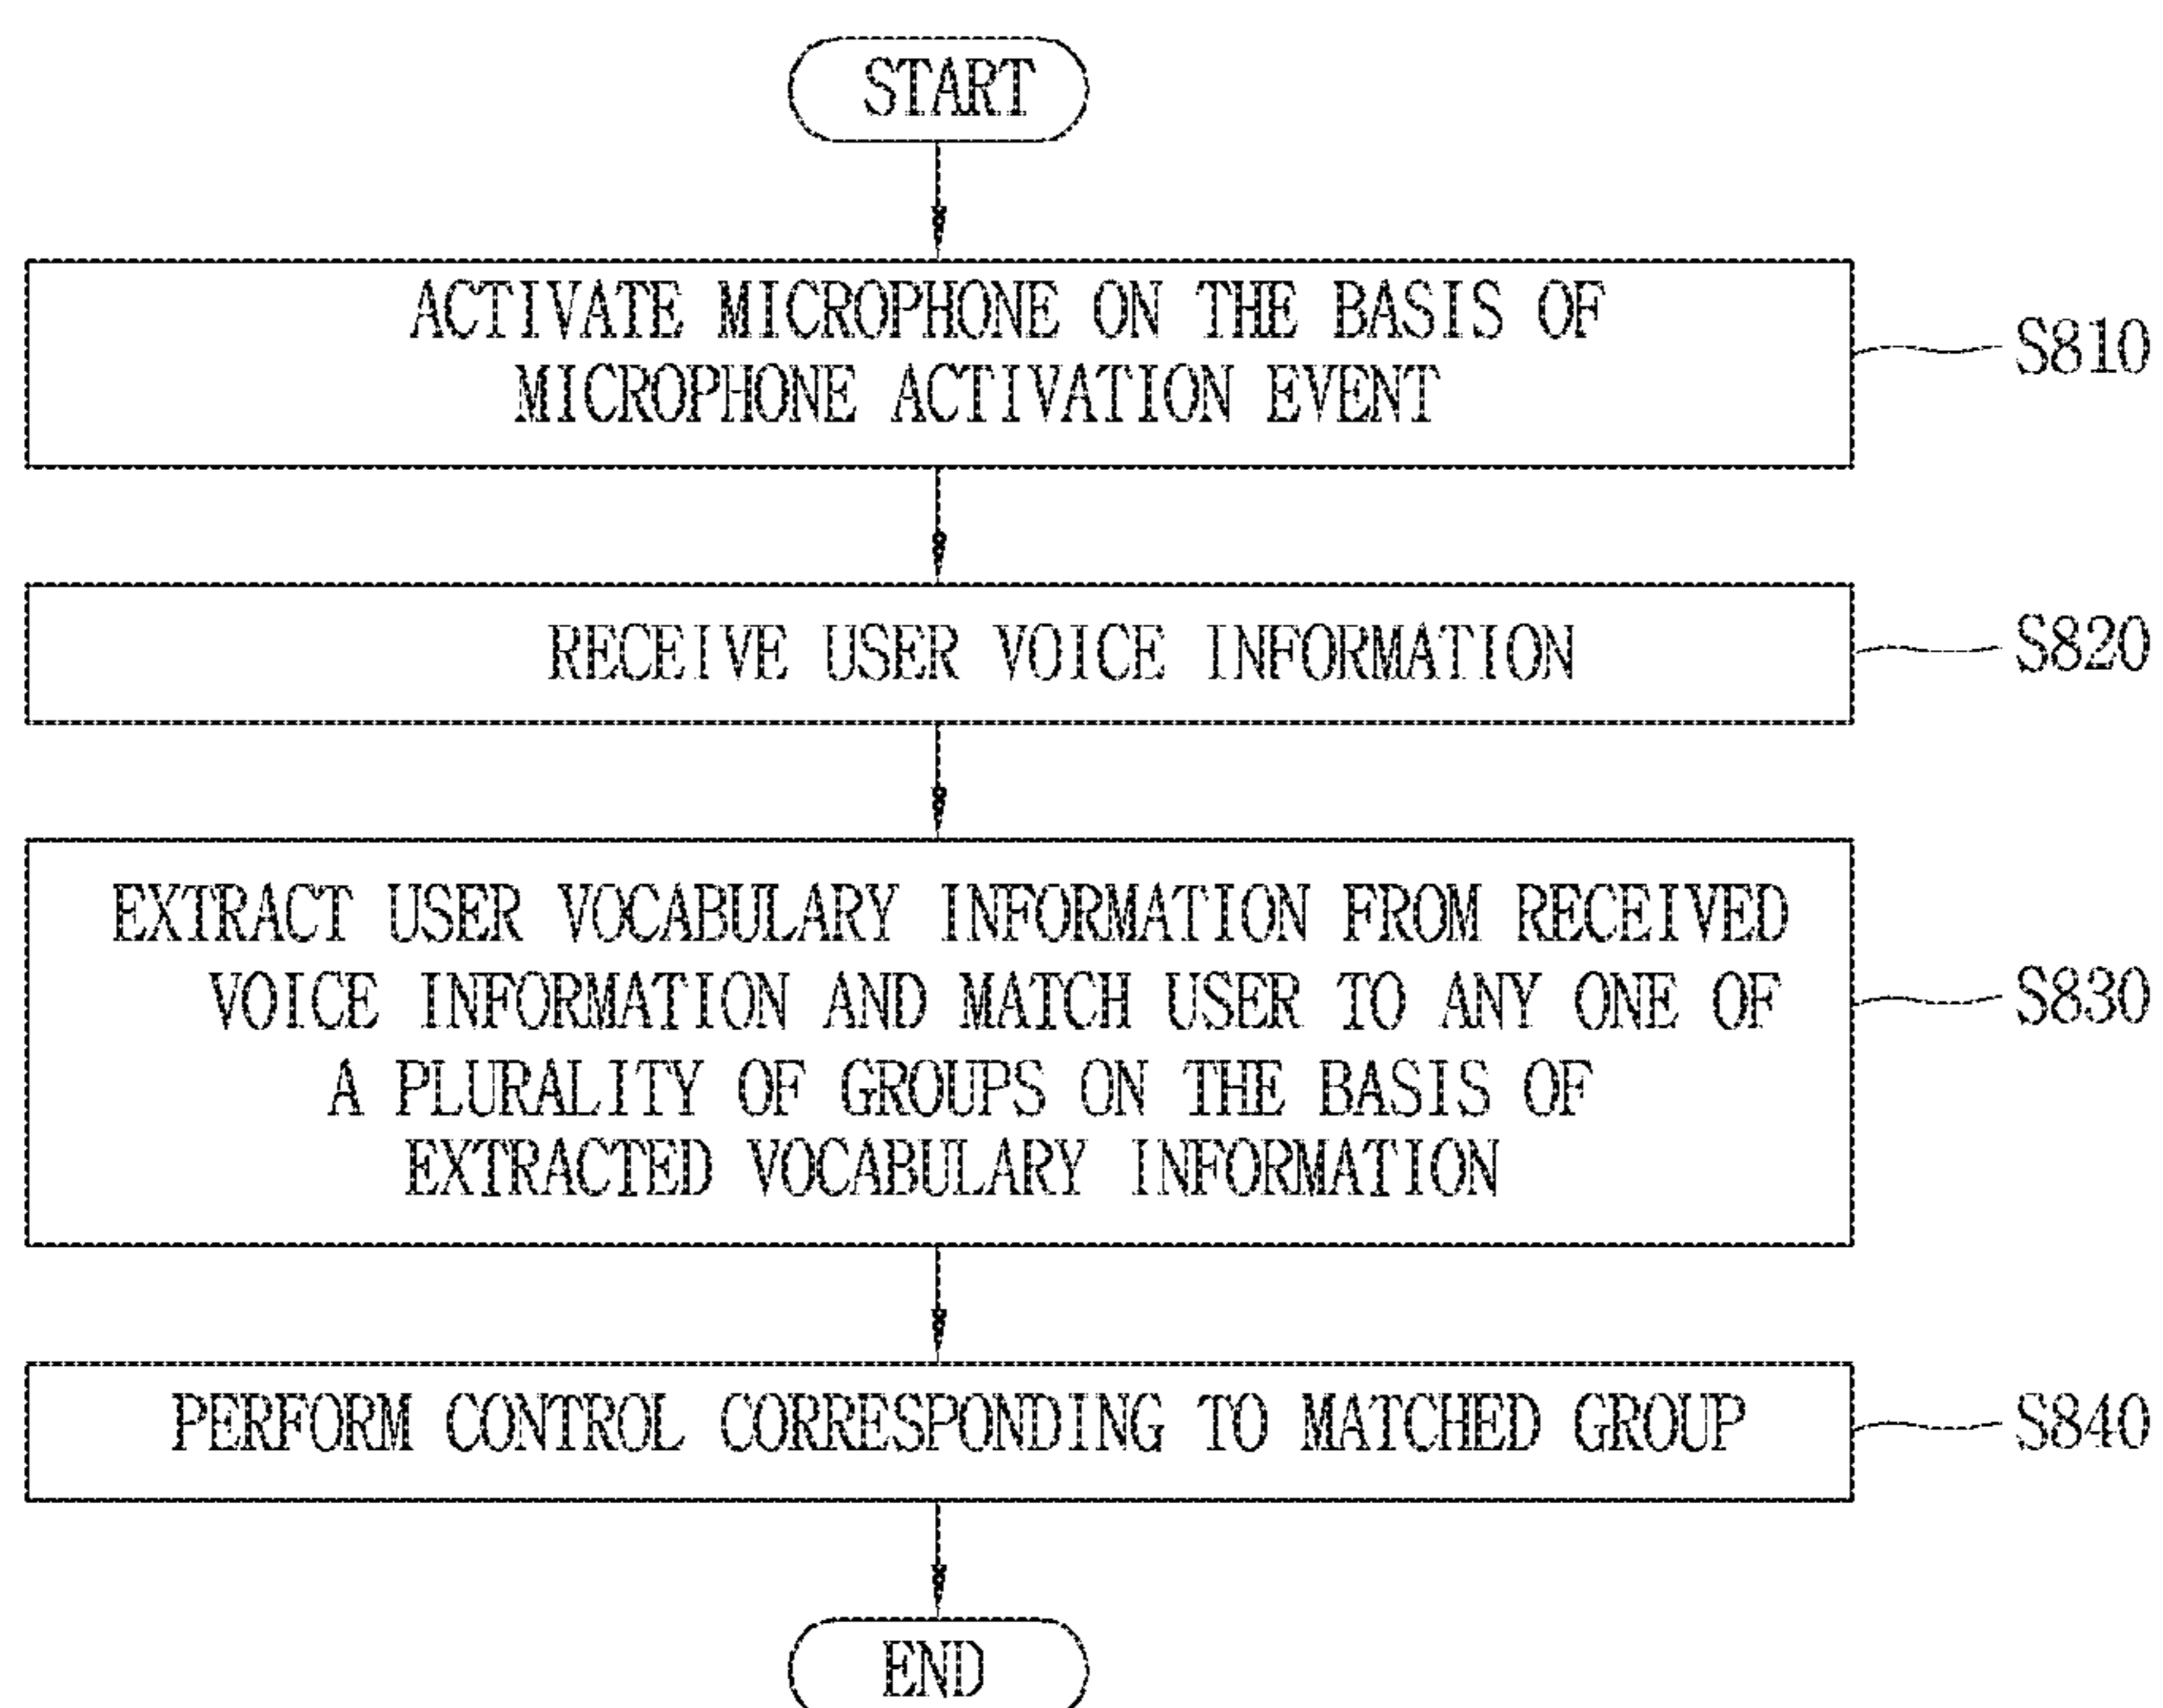 START
ACTIVATE MICROPHONE ON THE BASIS OF
MICROPHONE ACTIVATION EVENT
S810
RECEIVE USER VOICE INFORMATION
S820
EXTRACT USER VOCABULARY INFORMATION FROM RECEIVED
VOICE INFORMATION AND MATCH USER TO ANY ONE OF
A PLURALITY OF GROUPS ON THE BASIS OF
EXTRACTED VOCABULARY INFORMATION
S830
PERFORM CONTROL CORRESPONDING TO MATCHED GROUP
S840
END